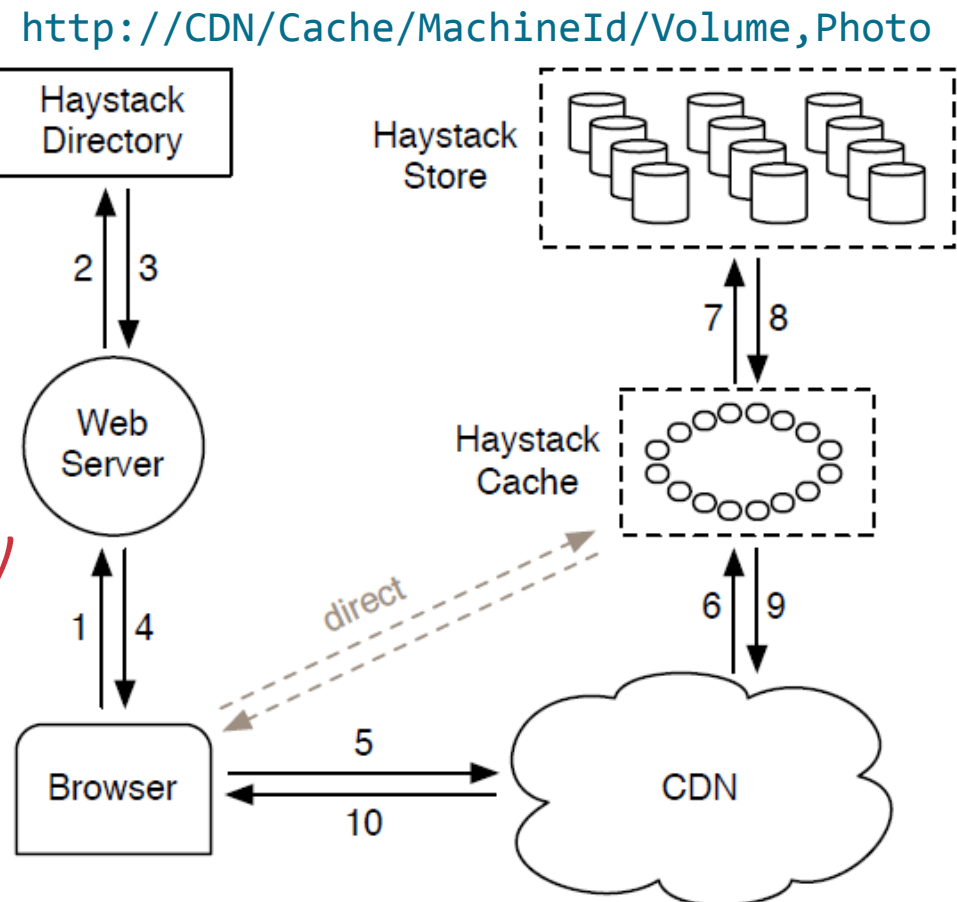 http://CDN/Cache/MachineId/Volume,Photo
Haystack
Directory
Haystack
Store
2
3
7
8
Web
Server
Haystack
Cache
direct
1
4
6
9
5
Browser
CDN
10